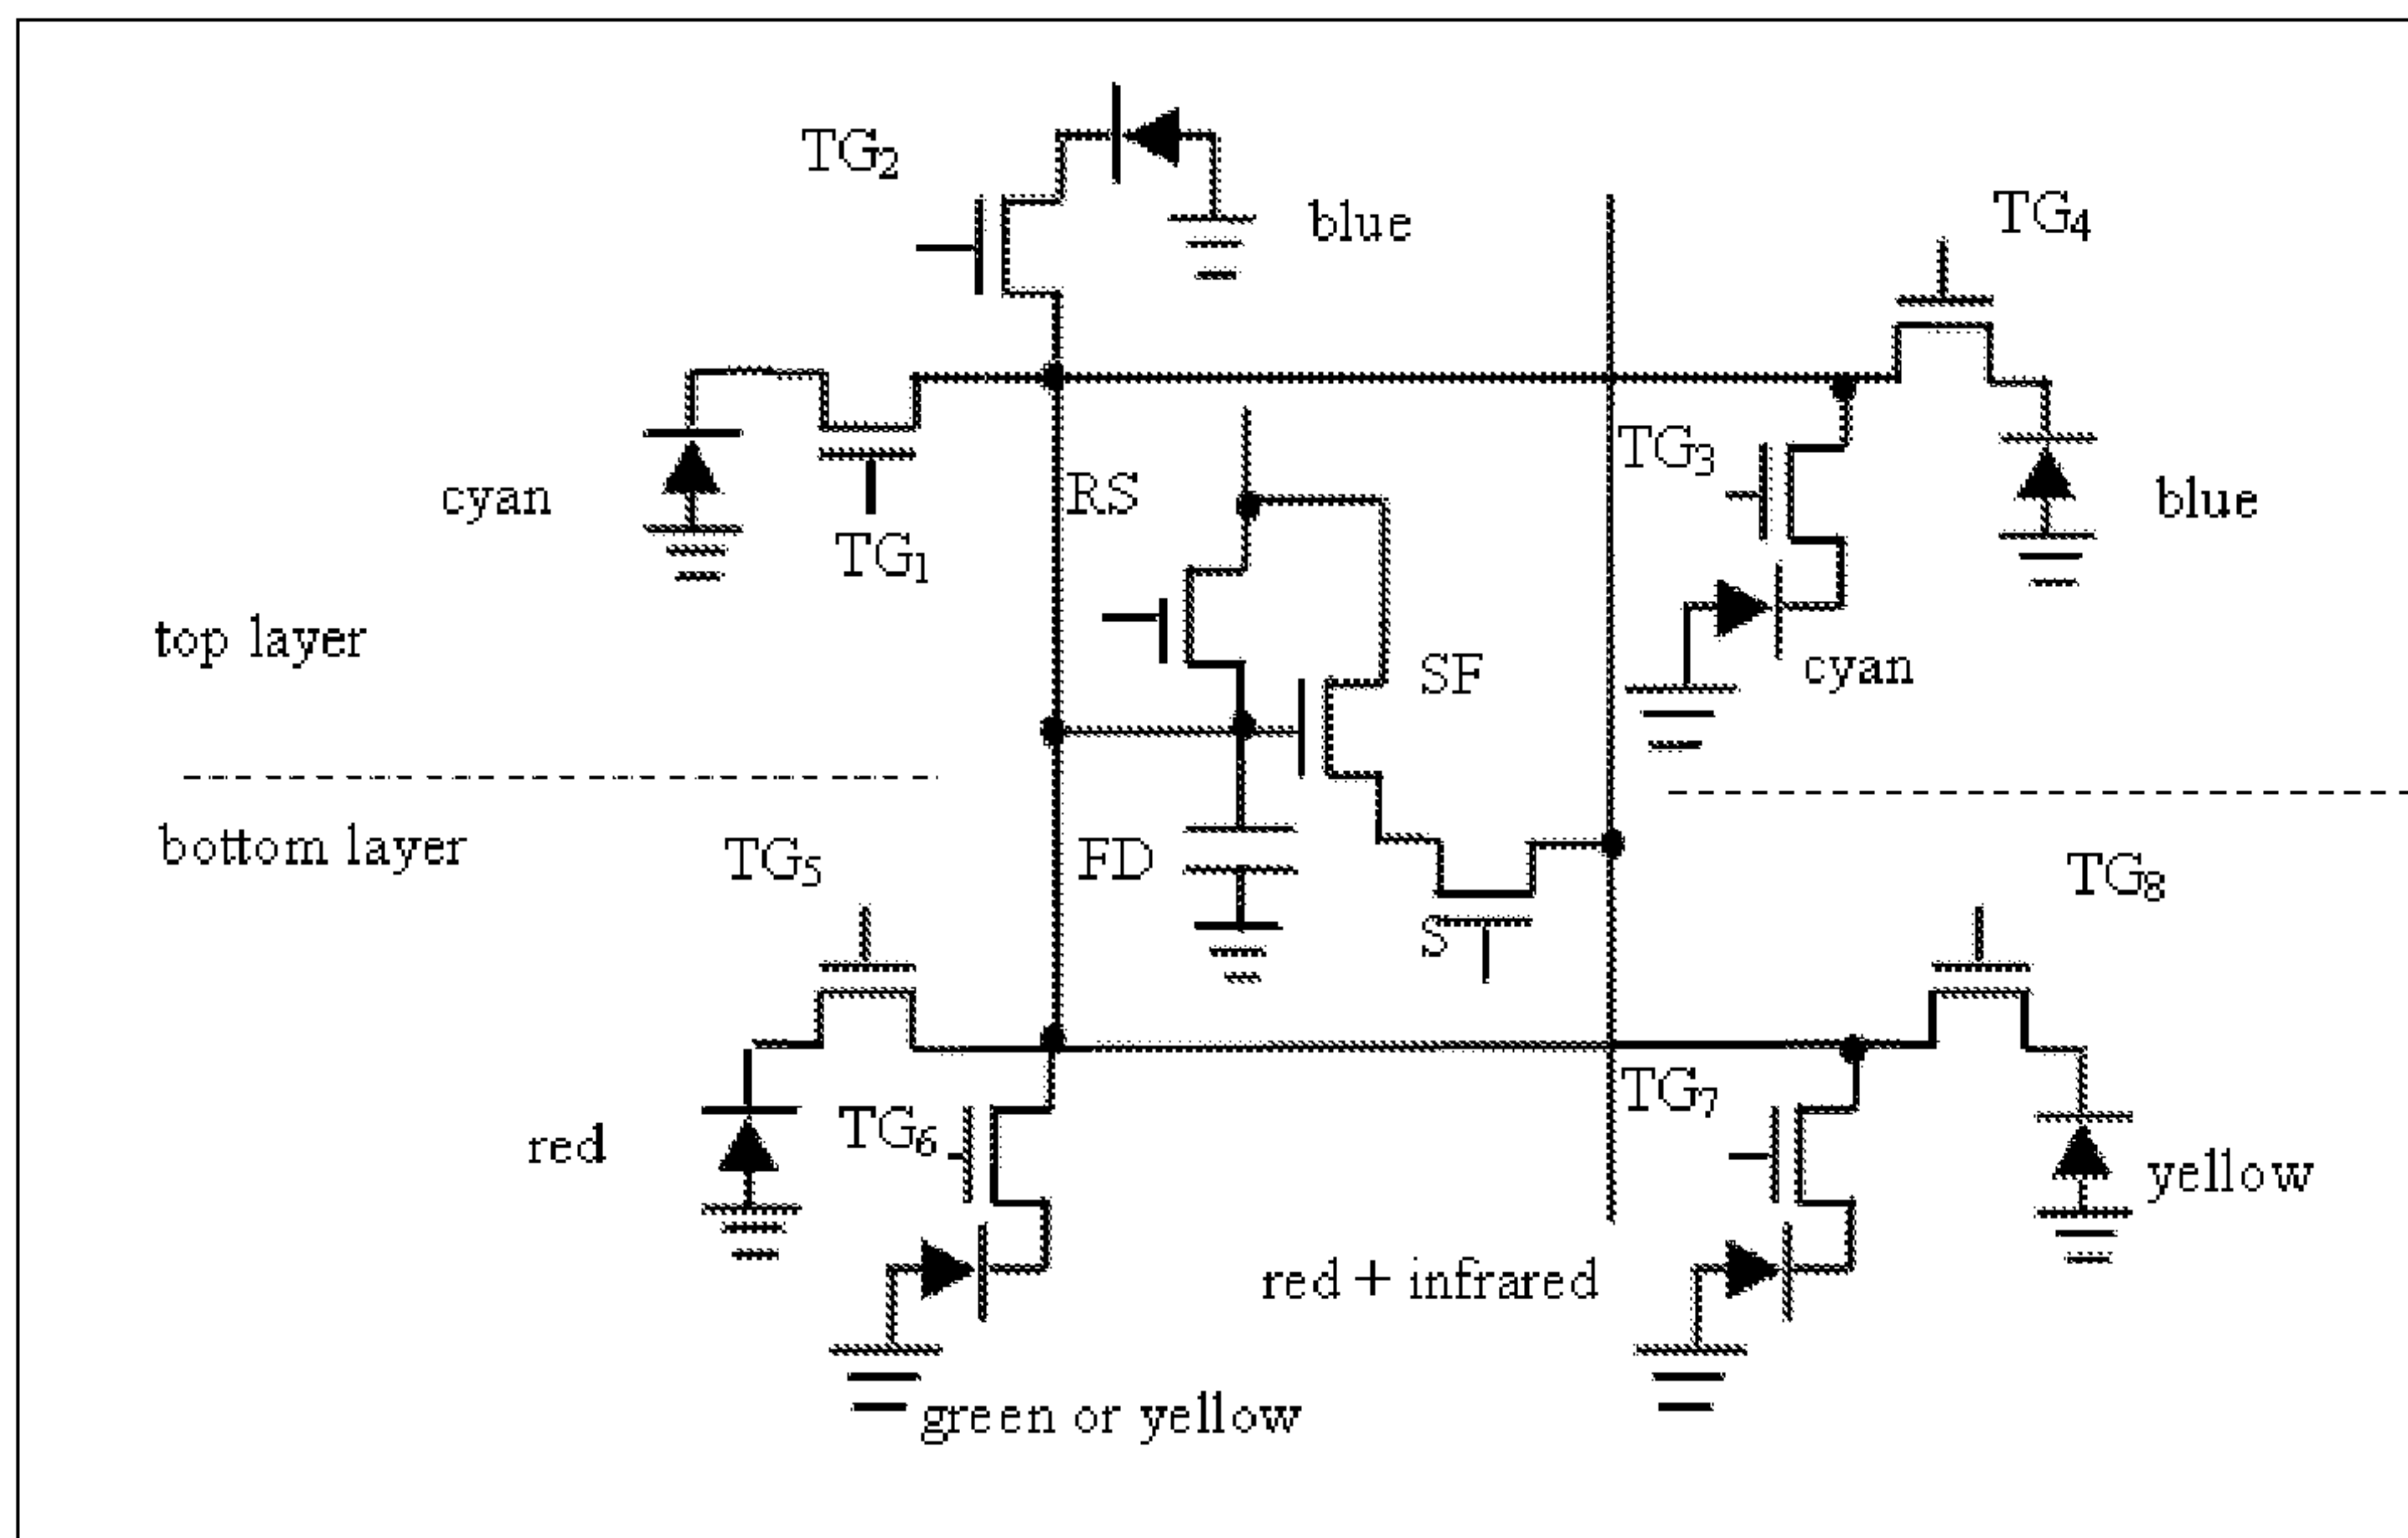 TG2
blue
TG4
cyan
TG1
RS
TG3
blue
top layer
SF
cyan
bottom layer
TG5
FD
S
TG8
red
TG6
TG7
yellow
red + infrared
green or yellow